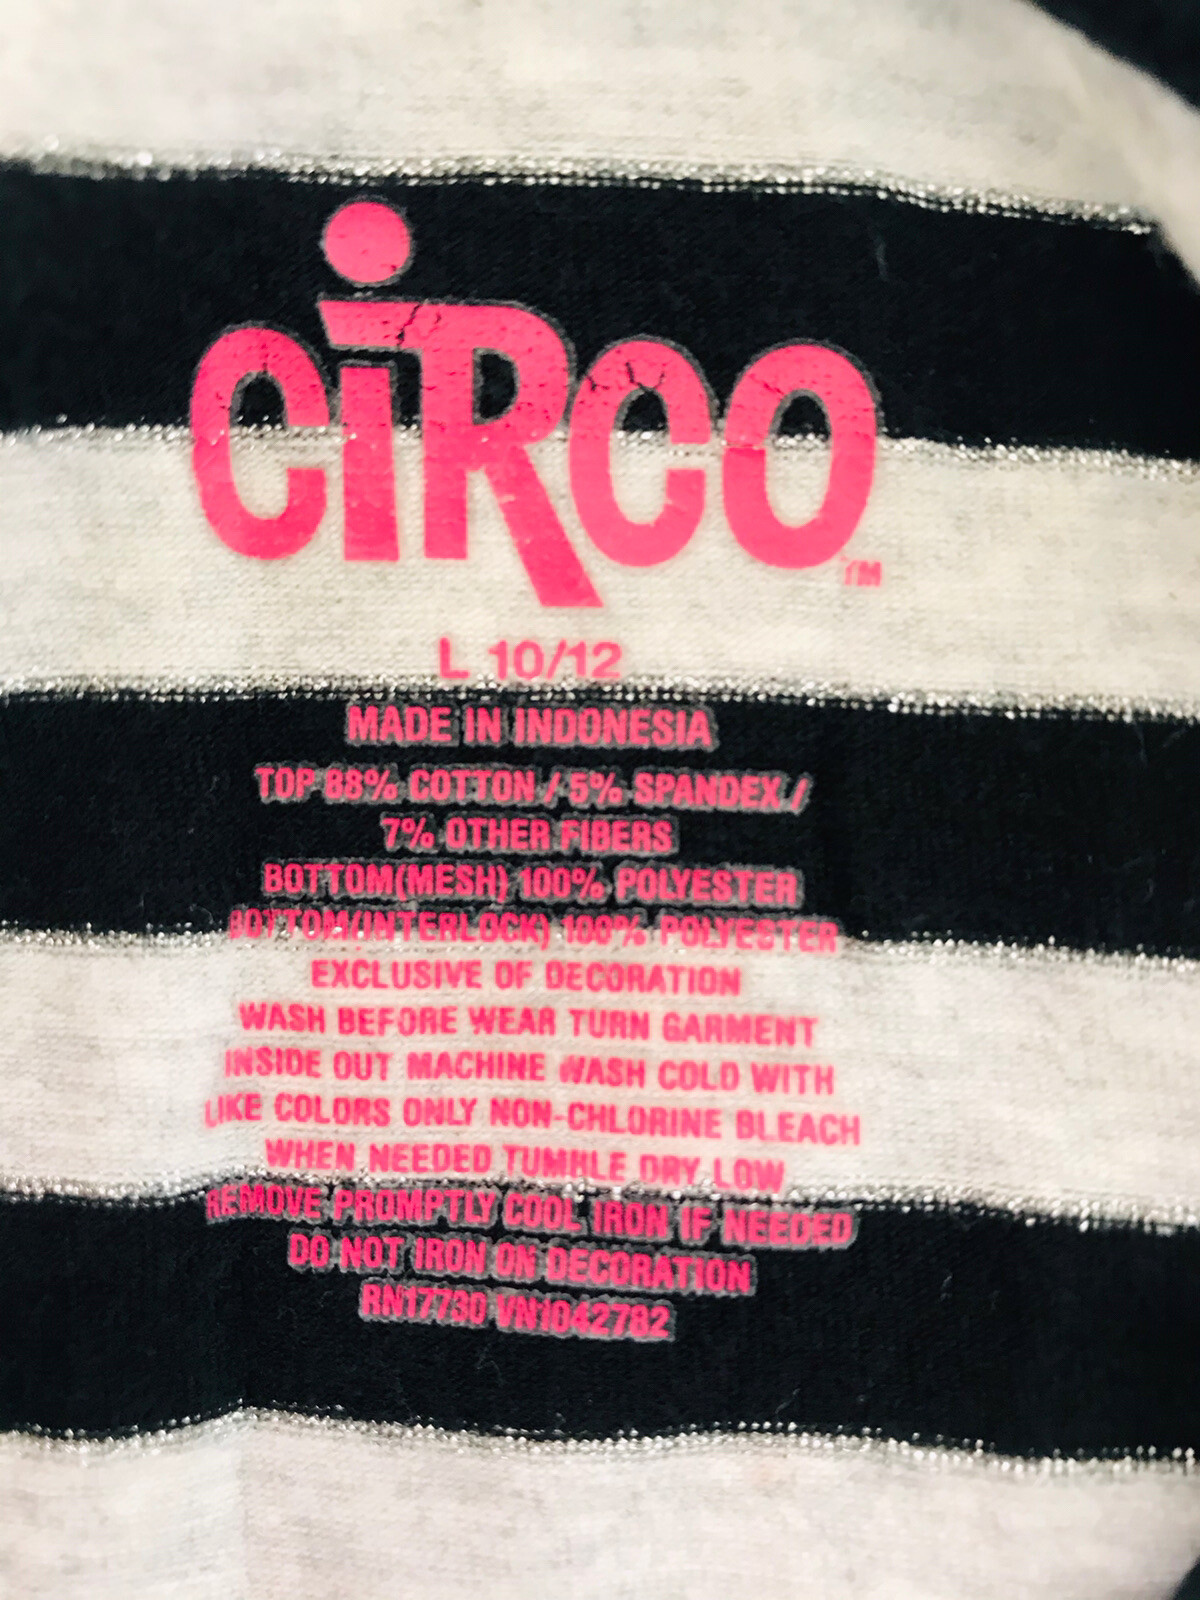 CiRCO™
L 10/12
MADE IN INDONESIA
TOP 88% COTTON / 5% SPANDEX /
7% OTHER FIBERS
BOTTOM(MESH) 100% POLYESTER
BOTTOM(INTERLOCK) 100% POLYESTER
EXCLUSIVE OF DECORATION
WASH BEFORE WEAR TURN GARMENT
INSIDE OUT MACHINE WASH COLD WITH
LIKE COLORS ONLY NON-CHLORINE BLEACH
WHEN NEEDED TUMBLE DRY LOW
REMOVE PROMPTLY COOL IRON IF NEEDED
DO NOT IRON ON DECORATION
RN17730 VN1042782